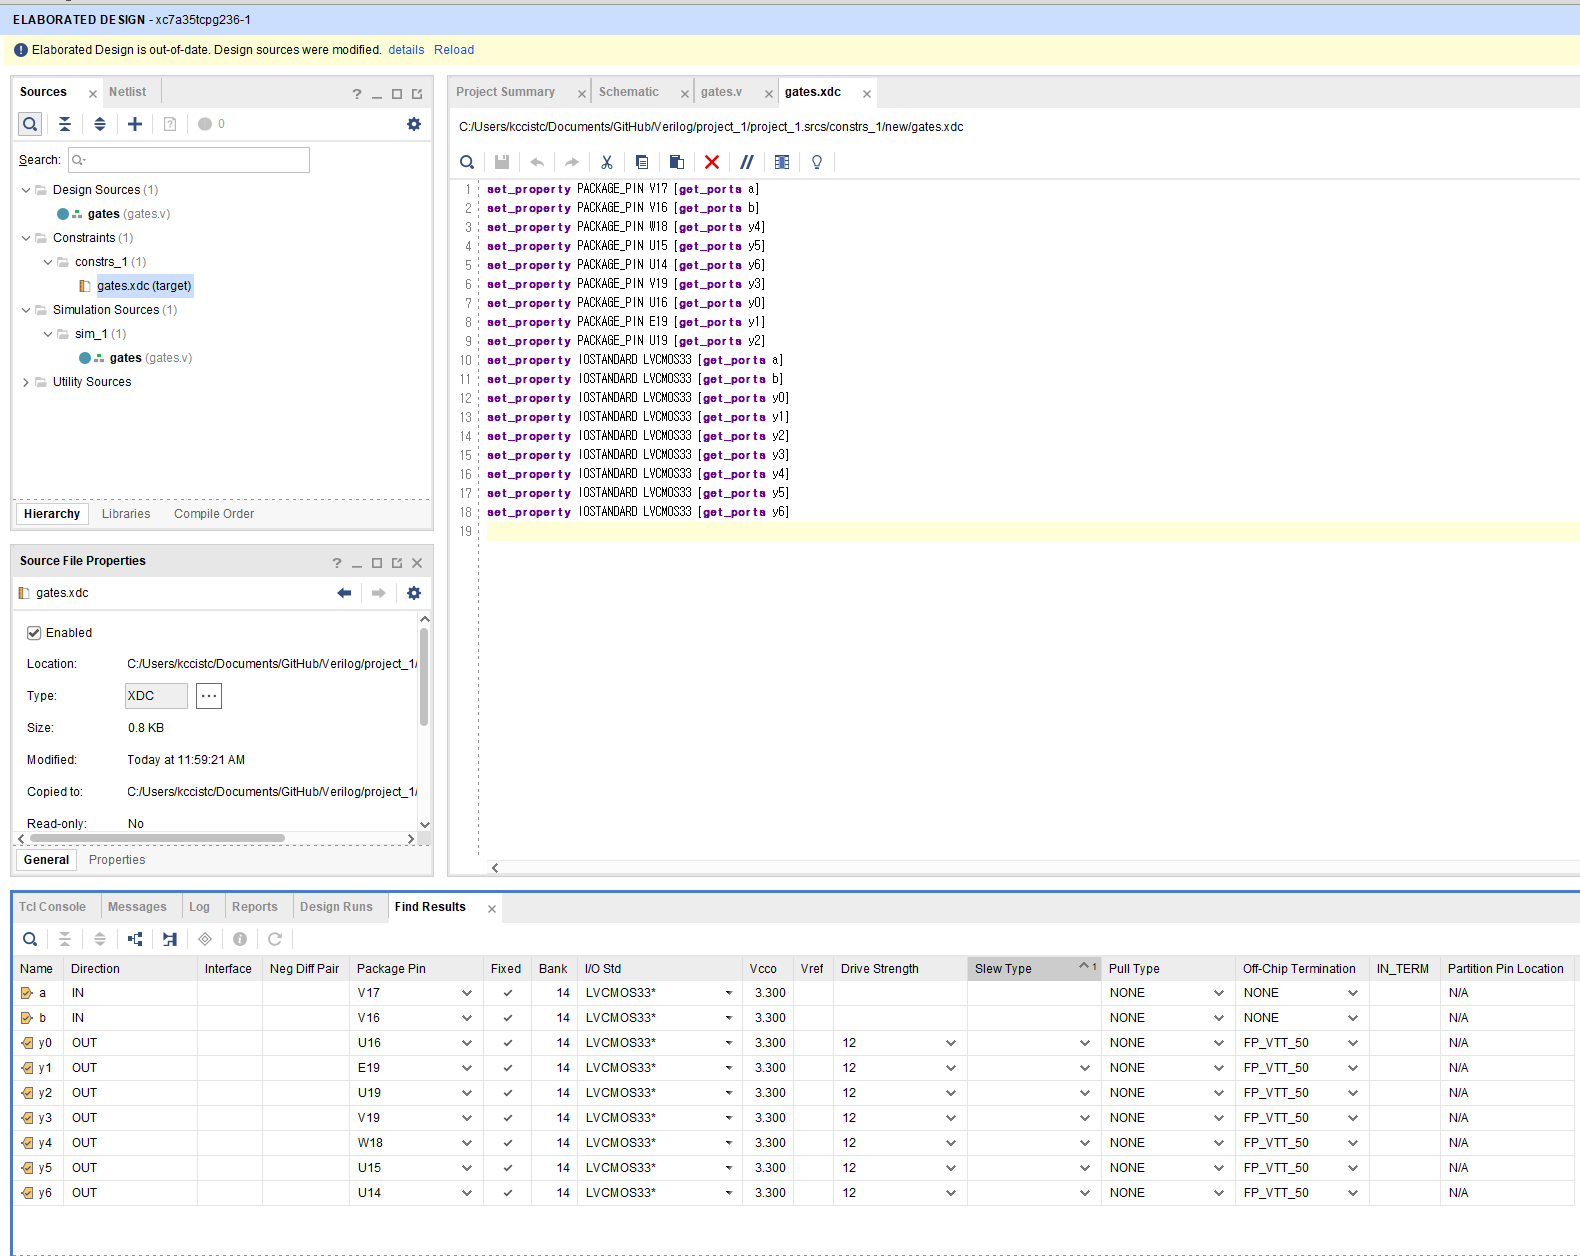 ELABORATED DESIGN - xc7a35tcpg236-1
Elaborated Design is out-of-date. Design sources were modified. details Reload
Sources Netlist
0
Search:
Design Sources (1)
gates (gates.v)
Constraints (1)
constrs_1 (1)
gates.xdc (target)
Simulation Sources (1)
sim_1 (1)
gates (gates.v)
Utility Sources
Hierarchy Libraries Compile Order
Source File Properties
gates.xdc
Enabled
Location: C:/Users/kccistc/Documents/GitHub/Verilog/project_1/
Type: XDC
Size: 0.8 KB
Modified: Today at 11:59:21 AM
Copied to: C:/Users/kccistc/Documents/GitHub/Verilog/project_1/
Read-only: No
General Properties
Project Summary Schematic gates.v gates.xdc
C:/Users/kccistc/Documents/GitHub/Verilog/project_1/project_1.srcs/constrs_1/new/gates.xdc
1 set_property PACKAGE_PIN V17 [get_ports a]
2 set_property PACKAGE_PIN V16 [get_ports b]
3 set_property PACKAGE_PIN W18 [get_ports y4]
4 set_property PACKAGE_PIN U15 [get_ports y5]
5 set_property PACKAGE_PIN U14 [get_ports y6]
6 set_property PACKAGE_PIN V19 [get_ports y3]
7 set_property PACKAGE_PIN U16 [get_ports y0]
8 set_property PACKAGE_PIN E19 [get_ports y1]
9 set_property PACKAGE_PIN U19 [get_ports y2]
10 set_property IOSTANDARD LVCMOS33 [get_ports a]
11 set_property IOSTANDARD LVCMOS33 [get_ports b]
12 set_property IOSTANDARD LVCMOS33 [get_ports y0]
13 set_property IOSTANDARD LVCMOS33 [get_ports y1]
14 set_property IOSTANDARD LVCMOS33 [get_ports y2]
15 set_property IOSTANDARD LVCMOS33 [get_ports y3]
16 set_property IOSTANDARD LVCMOS33 [get_ports y4]
17 set_property IOSTANDARD LVCMOS33 [get_ports y5]
18 set_property IOSTANDARD LVCMOS33 [get_ports y6]
19
Tcl Console Messages Log Reports Design Runs Find Results
Name Direction Interface Neg Diff Pair Package Pin Fixed Bank I/O Std Vcco Vref Drive Strength Slew Type 1 Pull Type Off-Chip Termination IN_TERM Partition Pin Location
a IN V17 14 LVCMOS33* 3.300 NONE NONE N/A
b IN V16 14 LVCMOS33* 3.300 NONE NONE N/A
y0 OUT U16 14 LVCMOS33* 3.300 12 NONE FP_VTT_50 N/A
y1 OUT E19 14 LVCMOS33* 3.300 12 NONE FP_VTT_50 N/A
y2 OUT U19 14 LVCMOS33* 3.300 12 NONE FP_VTT_50 N/A
y3 OUT V19 14 LVCMOS33* 3.300 12 NONE FP_VTT_50 N/A
y4 OUT W18 14 LVCMOS33* 3.300 12 NONE FP_VTT_50 N/A
y5 OUT U15 14 LVCMOS33* 3.300 12 NONE FP_VTT_50 N/A
y6 OUT U14 14 LVCMOS33* 3.300 12 NONE FP_VTT_50 N/A